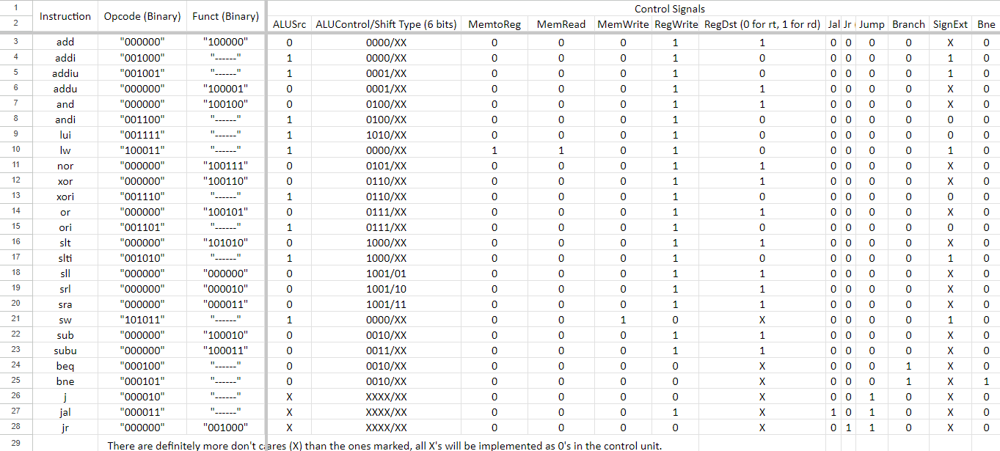 1 Control Signals
Instruction Opcode (Binary) Funct (Binary)
2 ALUSrc ALUControl/Shift Type (6 bits) MemtoReg MemRead MemWrite RegWrite RegDst (0 for rt, 1 for rd) Jal Jr Jump Branch SignExt Bne
3 add "000000" "100000" 0 0000/XX 0 0 0 1 1 0 0 0 0 X 0
4 addi "001000" "------" 1 0000/XX 0 0 0 1 0 0 0 0 0 1 0
5 addiu "001001" "------" 1 0001/XX 0 0 0 1 0 0 0 0 0 1 0
6 addu "000000" "100001" 0 0001/XX 0 0 0 1 1 0 0 0 0 X 0
7 and "000000" "100100" 0 0100/XX 0 0 0 1 1 0 0 0 0 X 0
8 andi "001100" "------" 1 0100/XX 0 0 0 1 0 0 0 0 0 0 0
9 lui "001111" "------" 1 1010/XX 0 0 0 1 0 0 0 0 0 0 0
10 lw "100011" "------" 1 0000/XX 1 1 0 1 0 0 0 0 0 1 0
11 nor "000000" "100111" 0 0101/XX 0 0 0 1 1 0 0 0 0 X 0
12 xor "000000" "100110" 0 0110/XX 0 0 0 1 1 0 0 0 0 X 0
13 xori "001110" "------" 1 0110/XX 0 0 0 1 0 0 0 0 0 0 0
14 or "000000" "100101" 0 0111/XX 0 0 0 1 1 0 0 0 0 X 0
15 ori "001101" "------" 1 0111/XX 0 0 0 1 0 0 0 0 0 0 0
16 slt "000000" "101010" 0 1000/XX 0 0 0 1 1 0 0 0 0 X 0
17 slti "001010" "------" 1 1000/XX 0 0 0 1 0 0 0 0 0 1 0
18 sll "000000" "000000" 0 1001/01 0 0 0 1 1 0 0 0 0 X 0
19 srl "000000" "000010" 0 1001/10 0 0 0 1 1 0 0 0 0 X 0
20 sra "000000" "000011" 0 1001/11 0 0 0 1 1 0 0 0 0 X 0
21 sw "101011" "------" 1 0000/XX 0 0 1 0 X 0 0 0 0 1 0
22 sub "000000" "100010" 0 0010/XX 0 0 0 1 1 0 0 0 0 X 0
23 subu "000000" "100011" 0 0011/XX 0 0 0 1 1 0 0 0 0 X 0
24 beq "000100" "------" 0 0010/XX 0 0 0 0 X 0 0 0 1 X 0
25 bne "000101" "------" 0 0010/XX 0 0 0 0 X 0 0 0 1 X 1
26 j "000010" "------" X XXXX/XX 0 0 0 0 X 0 0 1 0 X 0
27 jal "000011" "------" X XXXX/XX 0 0 0 1 X 1 0 1 0 X 0
28 jr "000000" "001000" X XXXX/XX 0 0 0 0 X 0 1 1 0 X 0
29 There are definitely more don't cares (X) than the ones marked, all X's will be implemented as 0's in the control unit.